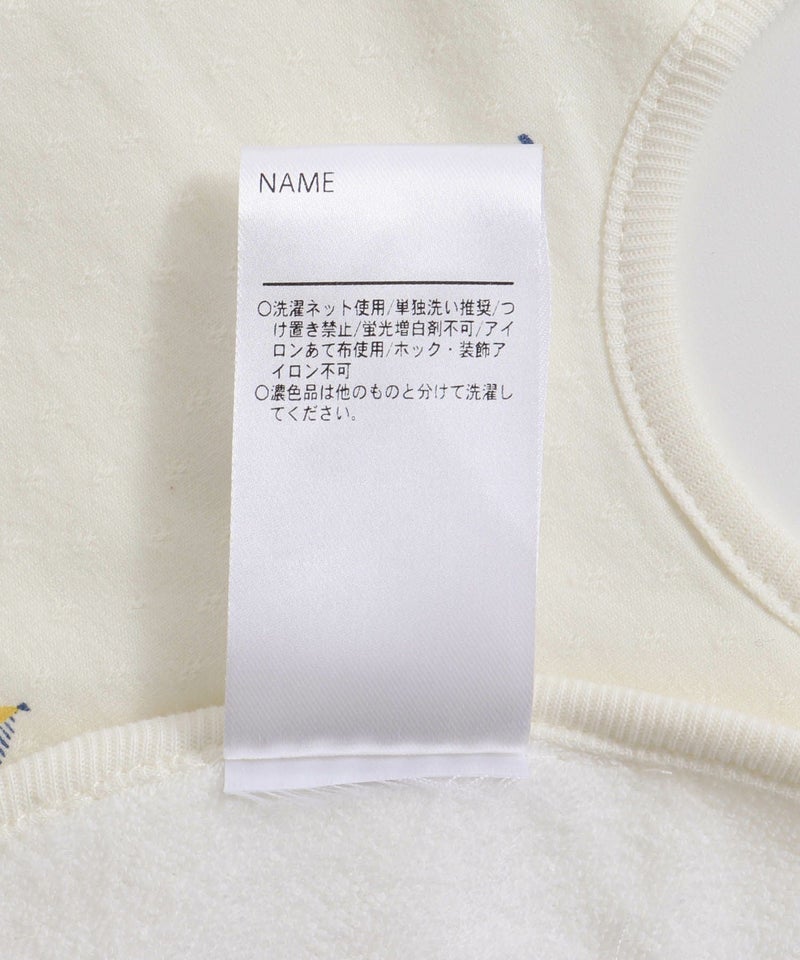 NAME
○洗濯ネット使用/単独洗い推奨/つ
け置き禁止/蛍光増白剤不可/アイ
ロンあて布使用/ホック・装飾ア
イロン不可
○濃色品は他のものと分けて洗濯し
てください。